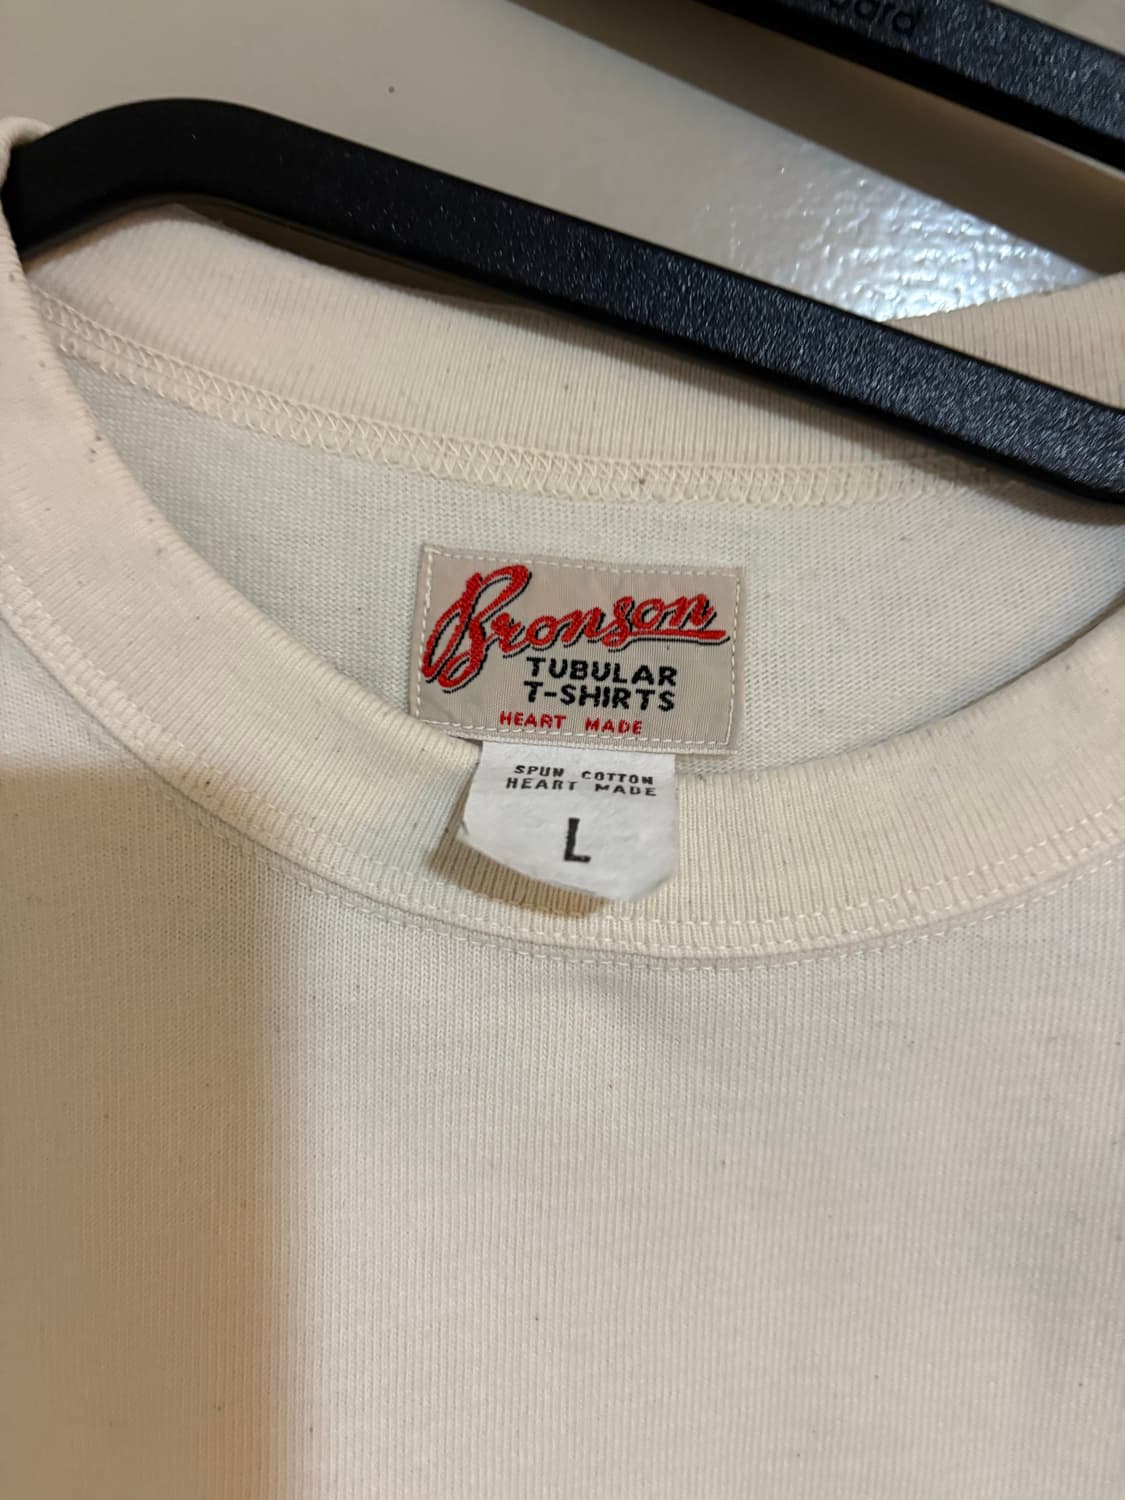 Bronson
TUBULAR
T-SHIRTS
HEART MADE
SPUN COTTON
HEART MADE
L